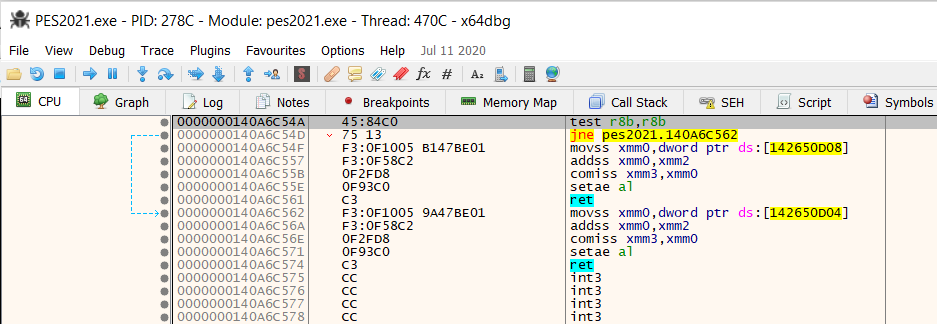 PES2021.exe - PID: 278C - Module: pes2021.exe - Thread: 470C - x64dbg
File View Debug Trace Plugins Favourites Options Help Jul 11 2020
CPU Graph Log Notes Breakpoints Memory Map Call Stack SEH Script Symbols
0000000140A6C54A 45:84C0 test r8b,r8b
0000000140A6C54D 75 13 jne pes2021.140A6C562
0000000140A6C54F F3:0F1005 B147BE01 movss xmm0,dword ptr ds:[142650D08]
0000000140A6C557 F3:0F58C2 addss xmm0,xmm2
0000000140A6C55B 0F2FD8 comiss xmm3,xmm0
0000000140A6C55E 0F93C0 setae al
0000000140A6C561 C3 ret
0000000140A6C562 F3:0F1005 9A47BE01 movss xmm0,dword ptr ds:[142650D04]
0000000140A6C56A F3:0F58C2 addss xmm0,xmm2
0000000140A6C56E 0F2FD8 comiss xmm3,xmm0
0000000140A6C571 0F93C0 setae al
0000000140A6C574 C3 ret
0000000140A6C575 CC int3
0000000140A6C576 CC int3
0000000140A6C577 CC int3
0000000140A6C578 CC int3